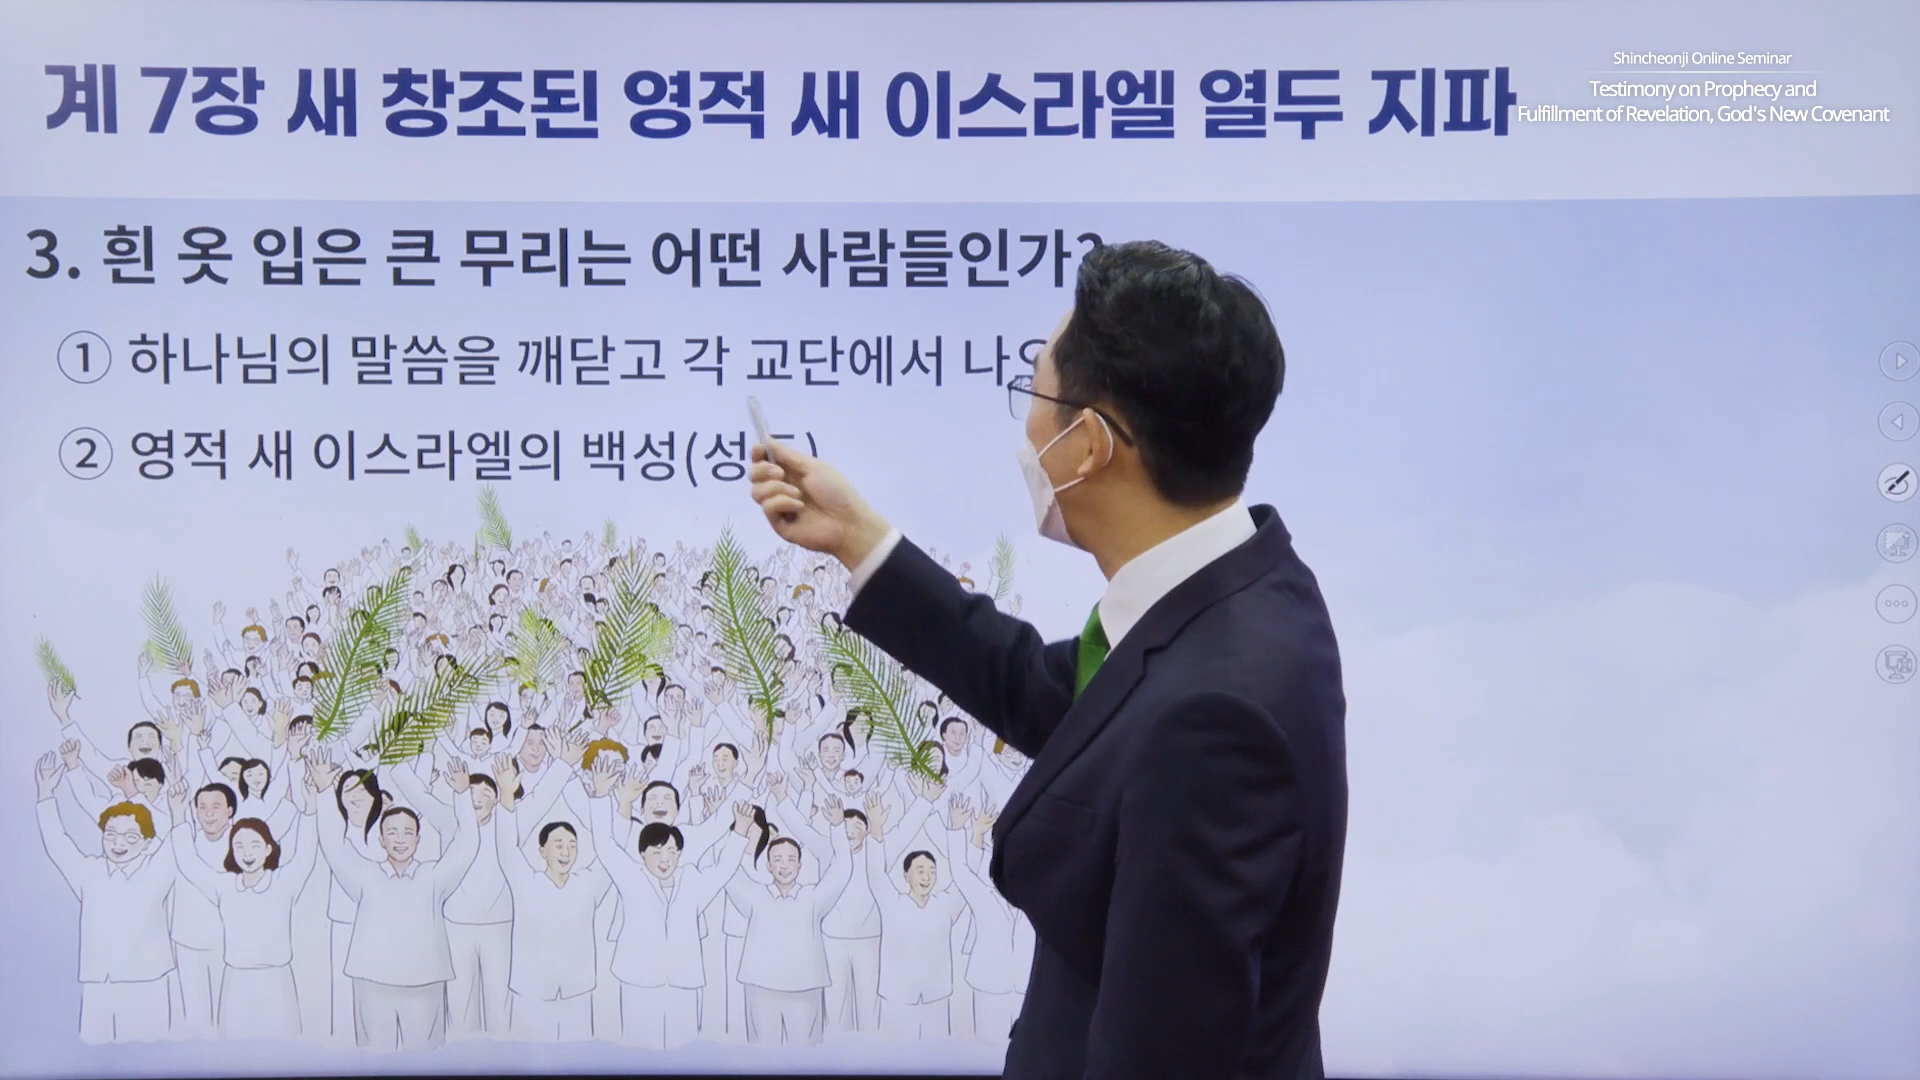 계 7장 새 창조된 영적 새 이스라엘 열두 지파
Shincheonji Online Seminar
Testimony on Prophecy and
Fulfillment of Revelation, God's New Covenant
3. 흰 옷 입은 큰 무리는 어떤 사람들인가?
① 하나님의 말씀을 깨닫고 각 교단에서
② 영적 새 이스라엘의 백성